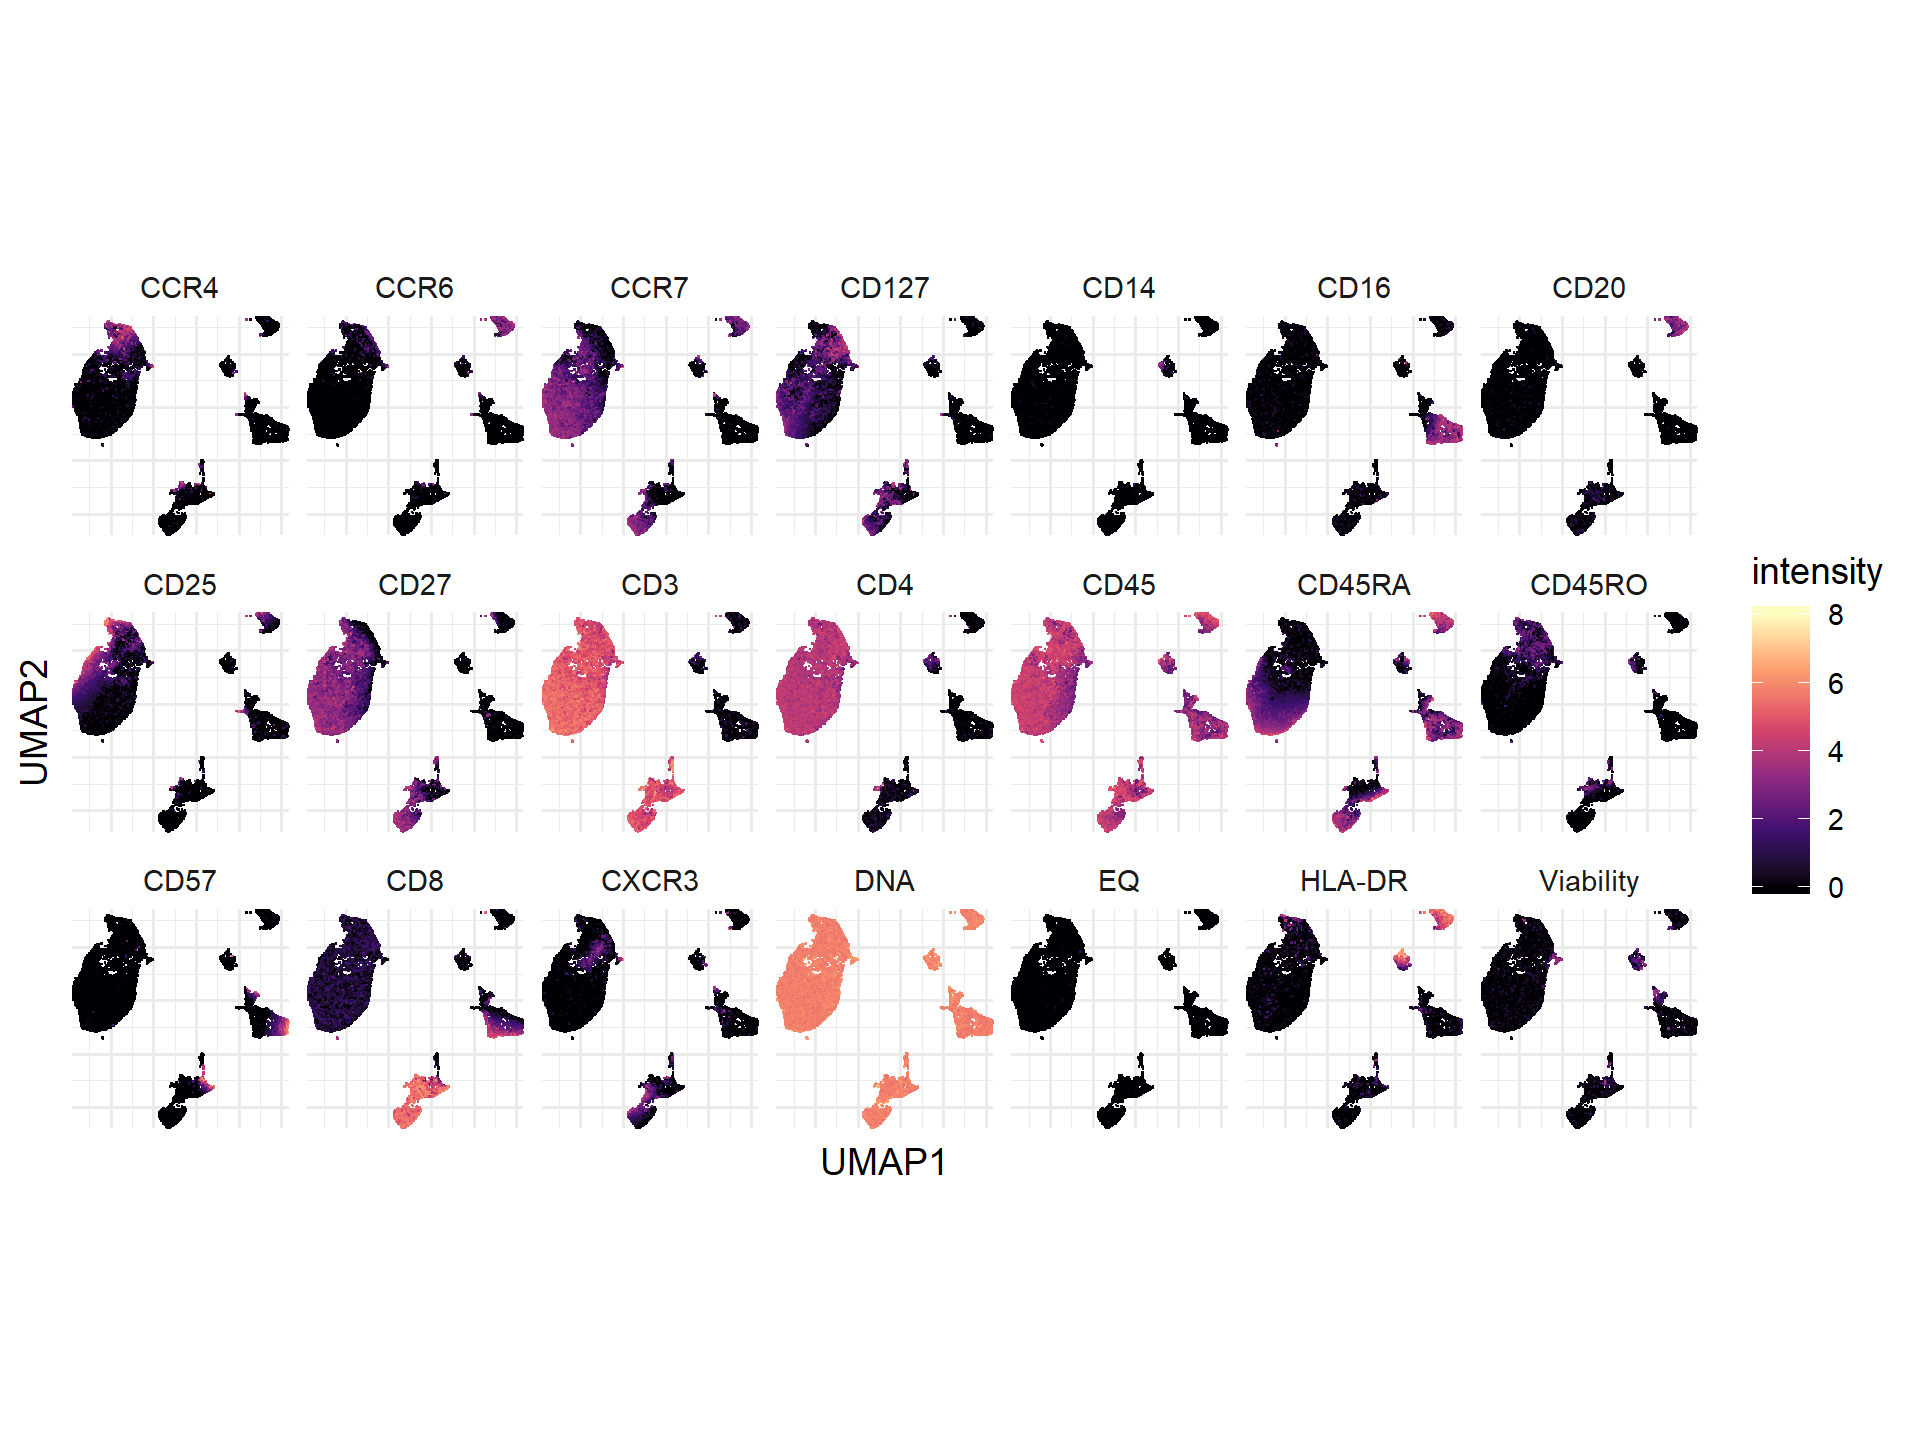 CCR4 CCR6 CCR7 CD127 CD14 CD16 CD20
CD25 CD27 CD3 CD4 CD45 CD45RA CD45RO
CD57 CD8 CXCR3 DNA EQ HLA-DR Viability
UMAP2
UMAP1
intensity
8
6
4
2
0